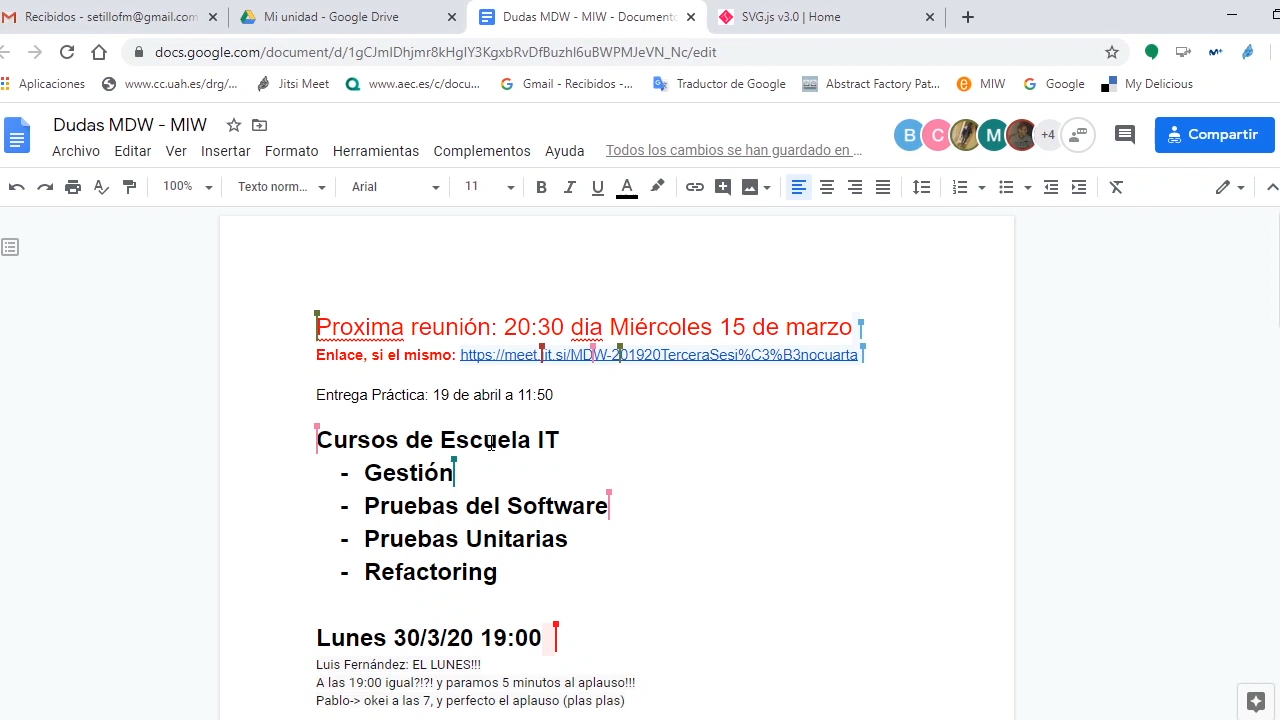 Recibidos - setillofm@gmail.com
Mi unidad - Google Drive
Dudas MDW - MIW - Documento
SVG.js v3.0 | Home
docs.google.com/document/d/1gCJmIDhjmr8kHgIY3KgxbRvDfBuzhI6uBWPMJeVN_Nc/edit
Aplicaciones
www.cc.uah.es/drg/...
Jitsi Meet
www.aec.es/c/docu...
Gmail - Recibidos -...
Traductor de Google
Abstract Factory Pat...
MIW
Google
My Delicious
Dudas MDW - MIW
B C M +4
Compartir
Archivo Editar Ver Ins Form Herramientas Complementos Ayuda
Todos los cambios se han guardado en ...
100% Texto norm... Arial 11
Proxima reunión: 20:30 dia Miércoles 15 de marzo
Enlace, si el mismo: https://meet.jit.si/MDW-201920TerceraSesi%C3%B3nocuarta
Entrega Práctica: 19 de abril a 11:50
Cursos de Escuela IT
- Gestión
- Pruebas del Software
- Pruebas Unitarias
- Refactoring
Lunes 30/3/20 19:00
Luis Fernández: EL LUNES!!!
A las 19:00 igual?!?! y paramos 5 minutos al aplauso!!!
Pablo-> okei a las 7, y perfecto el aplauso (plas plas)